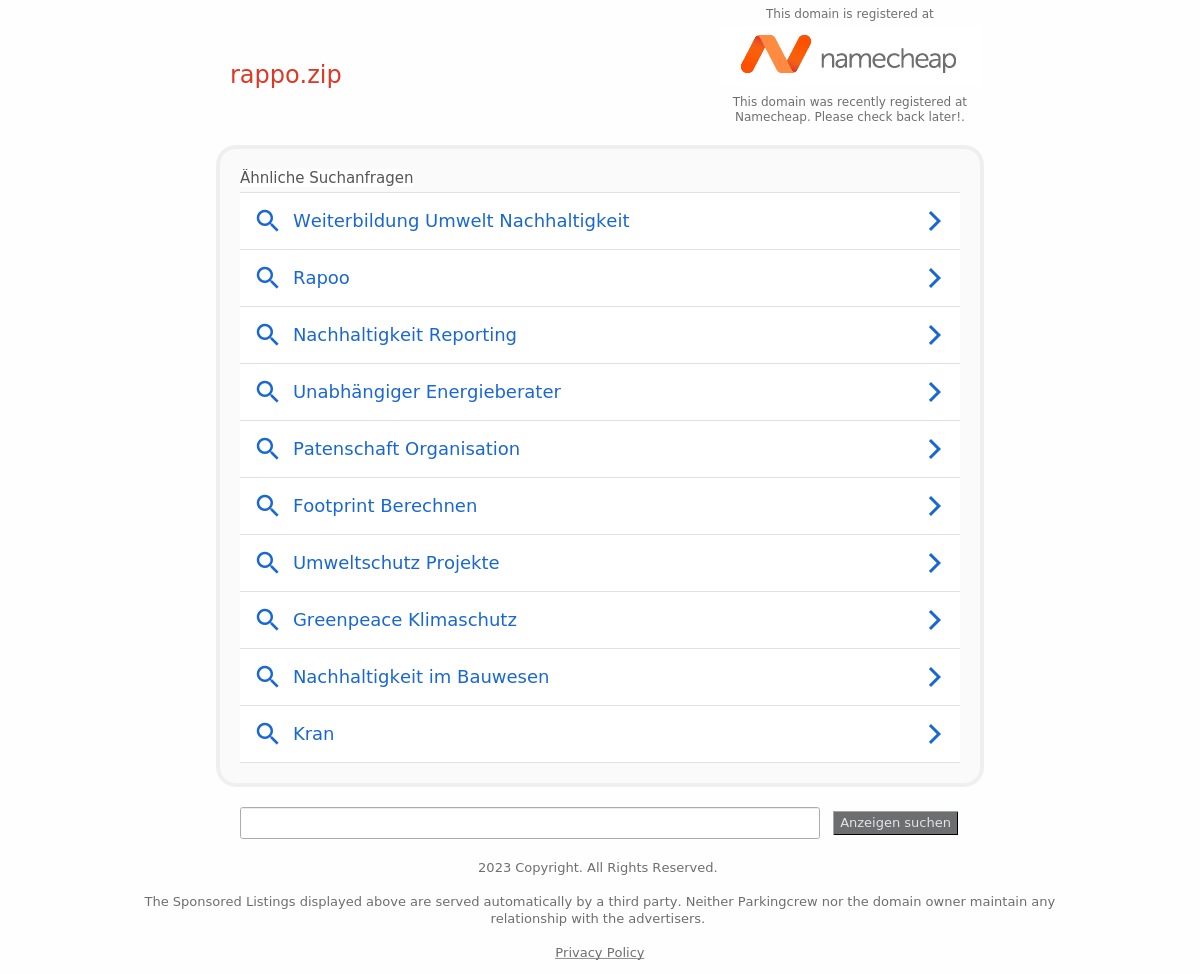 This domain is registered at
namecheap
rappo.zip
This domain was recently registered at
Namecheap. Please check back later!.
Ähnliche Suchanfragen
Weiterbildung Umwelt Nachhaltigkeit
Rapoo
Nachhaltigkeit Reporting
Unabhängiger Energieberater
Patenschaft Organisation
Footprint Berechnen
Umweltschutz Projekte
Greenpeace Klimaschutz
Nachhaltigkeit im Bauwesen
Kran
Anzeigen suchen
2023 Copyright. All Rights Reserved.
The Sponsored Listings displayed above are served automatically by a third party. Neither Parkingcrew nor the domain owner maintain any
relationship with the advertisers.
Privacy Policy